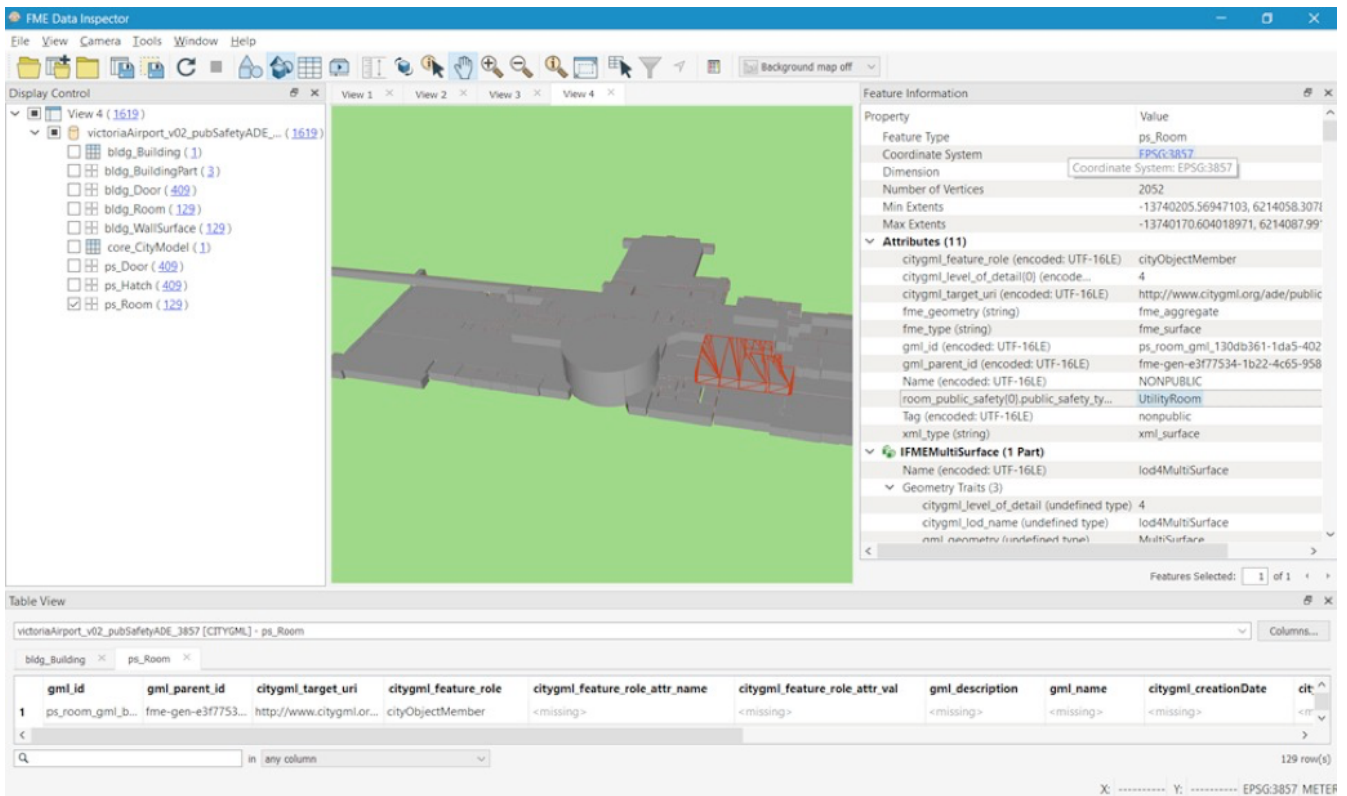 FME Data Inspector
File View Camera Tools Window Help
Background map off
Display Control
View 1 View 2 View 3 View 4
Feature Information
View 4 (1619)
victoriaAirport_v02_pubSafetyADE_... (1619)
bldg_Building (1)
bldg_BuildingPart (3)
bldg_Door (409)
bldg_Room (129)
bldg_WallSurface (129)
core_CityModel (1)
ps_Door (409)
ps_Hatch (409)
ps_Room (129)
Property Value
Feature Type ps_Room
Coordinate System EPSG:3857
Dimension
Coordinate System: EPSG:3857
Number of Vertices 2052
Min Extents -13740205.56947103, 6214058.3078
Max Extents -13740170.604018971, 6214087.99
Attributes (11)
citygml_feature_role (encoded: UTF-16LE) cityObjectMember
citygml_level_of_detail{0} (encode... 4
citygml_target_uri (encoded: UTF-16LE) http://www.citygml.org/ade/public
fme_geometry (string) fme_aggregate
fme_type (string) fme_surface
gml_id (encoded: UTF-16LE) ps_room_gml_130db361-1da5-402
gml_parent_id (encoded: UTF-16LE) fme-gen-e3f77534-1b22-4c65-958
Name (encoded: UTF-16LE) NONPUBLIC
room_public_safety{0}.public_safety_ty... UtilityRoom
Tag (encoded: UTF-16LE) nonpublic
xml_type (string) xml_surface
IFMEMultiSurface (1 Part)
Name (encoded: UTF-16LE) lod4MultiSurface
Geometry Traits (3)
citygml_level_of_detail (undefined type) 4
citygml_lod_name (undefined type) lod4MultiSurface
gml_geometry (undefined type) MultiSurface
Features Selected: 1 of 1
Table View
victoriaAirport_v02_pubSafetyADE_3857 [CITYGML] - ps_Room
Columns...
bldg_Building ps_Room
gml_id gml_parent_id citygml_target_uri citygml_feature_role citygml_feature_role_attr_name citygml_feature_role_attr_val gml_description gml_name citygml_creationDate
1 ps_room_gml_b... fme-gen-e3f7753... http://www.citygml.or... cityObjectMember <missing> <missing> <missing> <missing> <missing>
in any column
129 row(s)
X: ---------- Y: ---------- EPSG:3857 METER